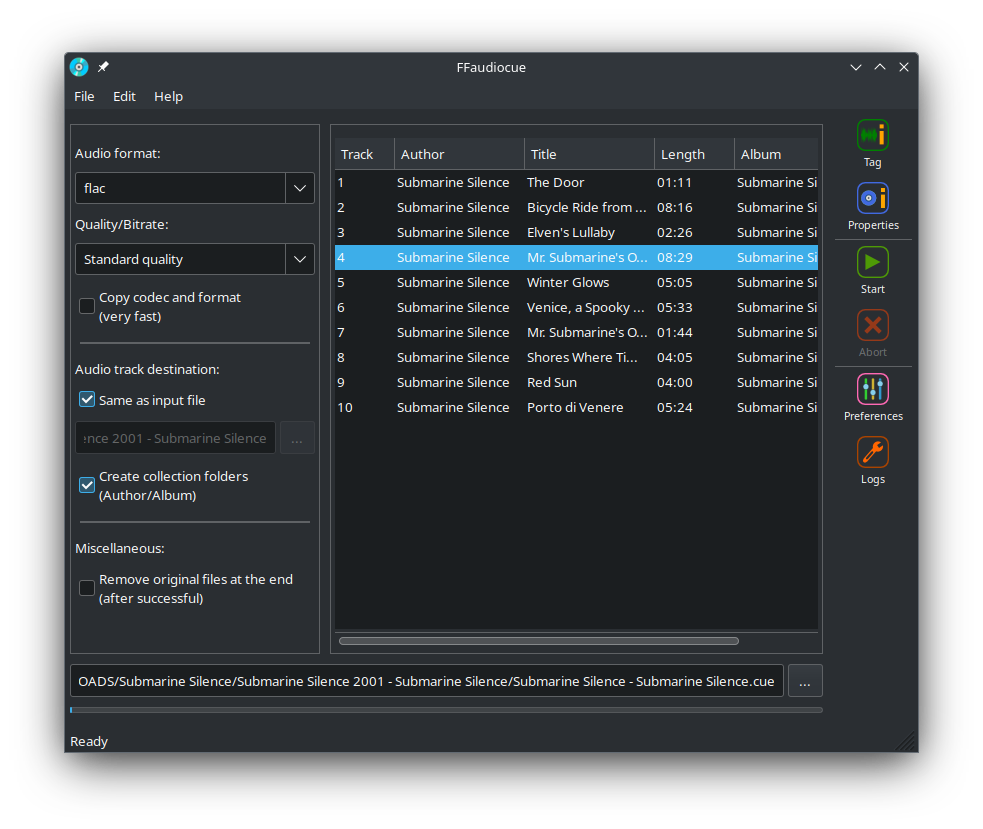 FFaudiocue
File Edit Help
Audio format:
flac
Quality/Bitrate:
Standard quality
Copy codec and format
(very fast)
Audio track destination:
Same as input file
ence 2001 - Submarine Silence ...
Create collection folders
(Author/Album)
Miscellaneous:
Remove original files at the end
(after successful)
Track Author Title Length Album
1 Submarine Silence The Door 01:11 Submarine Si
2 Submarine Silence Bicycle Ride from ... 08:16 Submarine Si
3 Submarine Silence Elven's Lullaby 02:26 Submarine Si
4 Submarine Silence Mr. Submarine's O... 08:29 Submarine Si
5 Submarine Silence Winter Glows 05:05 Submarine Si
6 Submarine Silence Venice, a Spooky ... 05:33 Submarine Si
7 Submarine Silence Mr. Submarine's O... 01:44 Submarine Si
8 Submarine Silence Shores Where Ti... 04:05 Submarine Si
9 Submarine Silence Red Sun 04:00 Submarine Si
10 Submarine Silence Porto di Venere 05:24 Submarine Si
Tag
Properties
Start
Abort
Preferences
Logs
OADS/Submarine Silence/Submarine Silence 2001 - Submarine Silence/Submarine Silence - Submarine Silence.cue ...
Ready